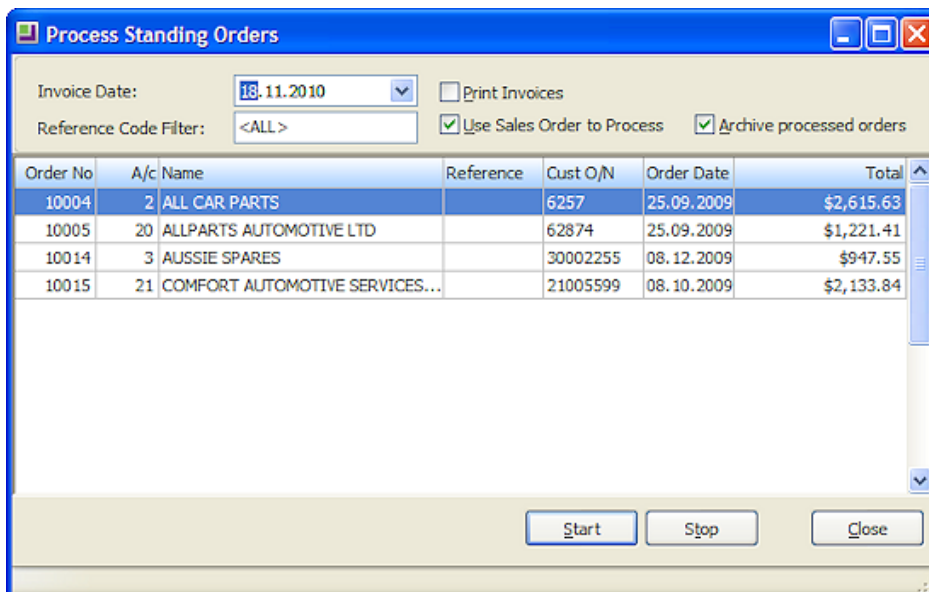 Process Standing Orders
Invoice Date: 18.11.2010 Print Invoices
Reference Code Filter: <ALL> Use Sales Order to Process Archive processed orders
Order No A/c Name Reference Cust O/N Order Date Total
10004 2 ALL CAR PARTS 6257 25.09.2009 $2,615.63
10005 20 ALLPARTS AUTOMOTIVE LTD 62874 25.09.2009 $1,221.41
10014 3 AUSSIE SPARES 30002255 08.12.2009 $947.55
10015 21 COMFORT AUTOMOTIVE SERVICES... 21005599 08.10.2009 $2,133.84
Start Stop Close